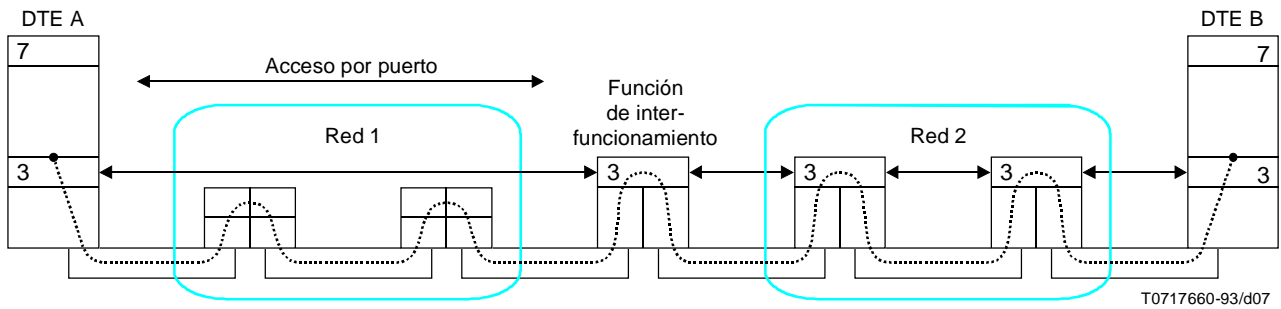 DTE A
DTE B
7
7
Acceso por puerto
Función
de inter-
funcionamiento
Red 1
Red 2
3
3
3
3
3
T0717660-93/d07